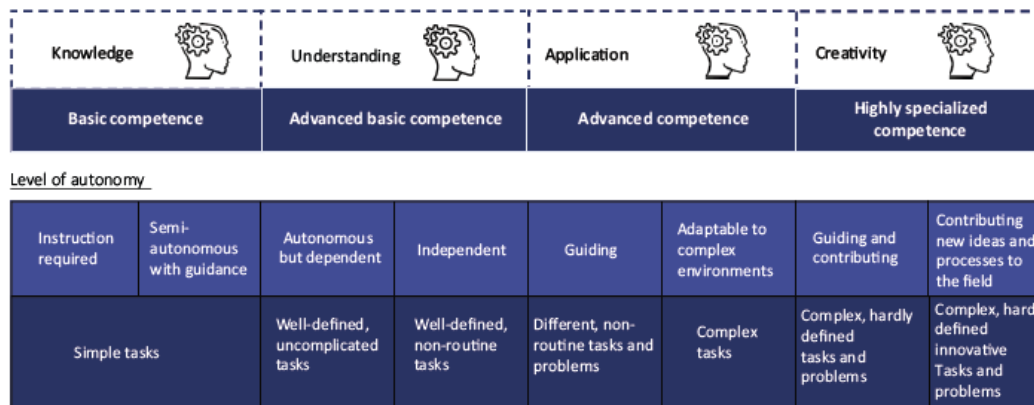 Knowledge
Understanding
Application
Creativity
Basic competence
Advanced basic competence
Advanced competence
Highly specialized
competence
Level of autonomy
Instruction
required
Semi-
autonomous
with guidance
Autonomous
but dependent
Independent
Guiding
Adaptable to
complex
environments
Guiding and
contributing
Contributing
new ideas and
processes to
the field
Simple tasks
Well-defined,
uncomplicated
tasks
Well-defined,
non-routine
tasks
Different, non-
routine tasks and
problems
Complex
tasks
Complex, hardly
defined
tasks and
problems
Complex, hard
defined
innovative
Tasks and
problems